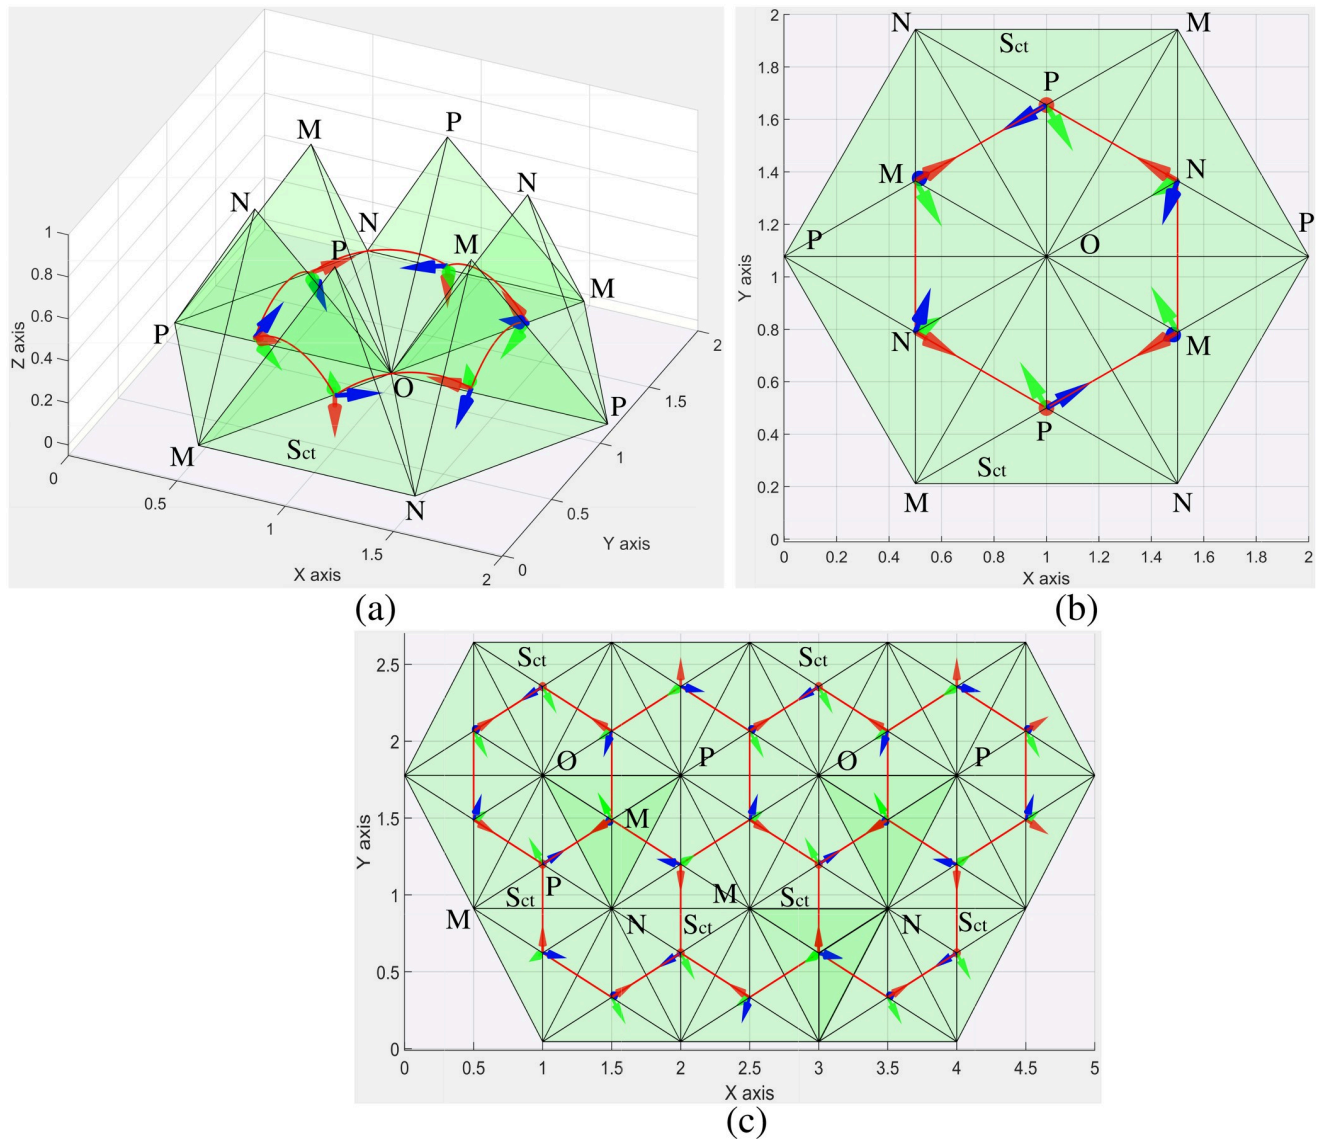 M
P
N
N
N
P
M
M
P
O
P
M
Sct
N
1
0.8
0.6
0.4
0.2
0
Z axis
0
0.5
1
1.5
2
X axis
0
0.5
1
1.5
2
Y axis
(a)
2
1.8
1.6
1.4
1.2
1
0.8
0.6
0.4
0.2
0
Y axis
N
M
Sct
P
M
N
P
O
P
N
M
P
Sct
M
N
0 0.2 0.4 0.6 0.8 1 1.2 1.4 1.6 1.8 2
X axis
(b)
2.5
2
1.5
1
0.5
0
Y axis
Sct Sct
O P O P
M
P
M Sct N Sct M Sct N Sct
0 0.5 1 1.5 2 2.5 3 3.5 4 4.5 5
X axis
(c)